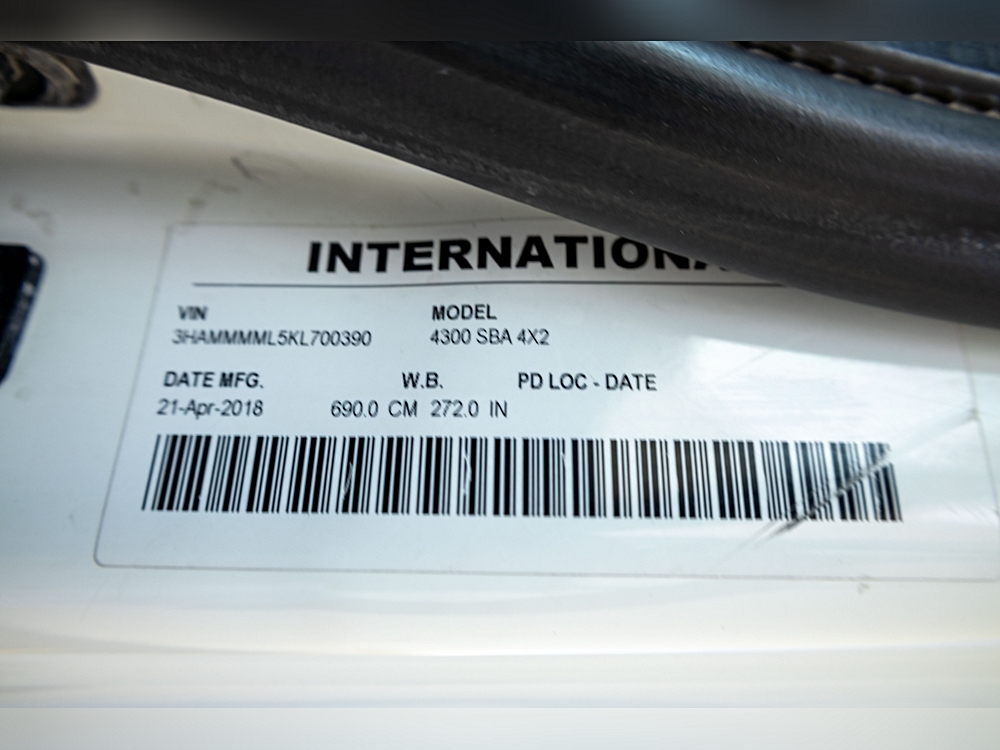 INTERNATIONA
VIN MODEL
3HAMMMML5KL700390 4300 SBA 4X2
DATE MFG. W.B. PD LOC - DATE
21-Apr-2018 690.0 CM 272.0 IN